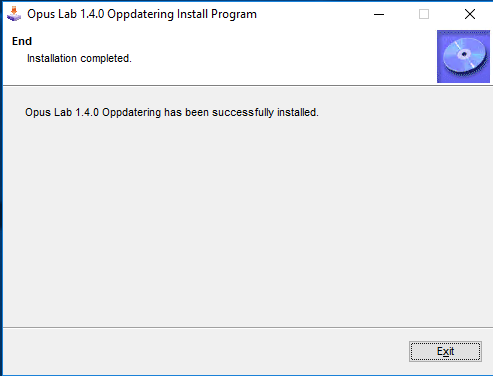 Opus Lab 1.4.0 Oppdatering Install Program
End
Installation completed.
Opus Lab 1.4.0 Oppdatering has been successfully installed.
Exit